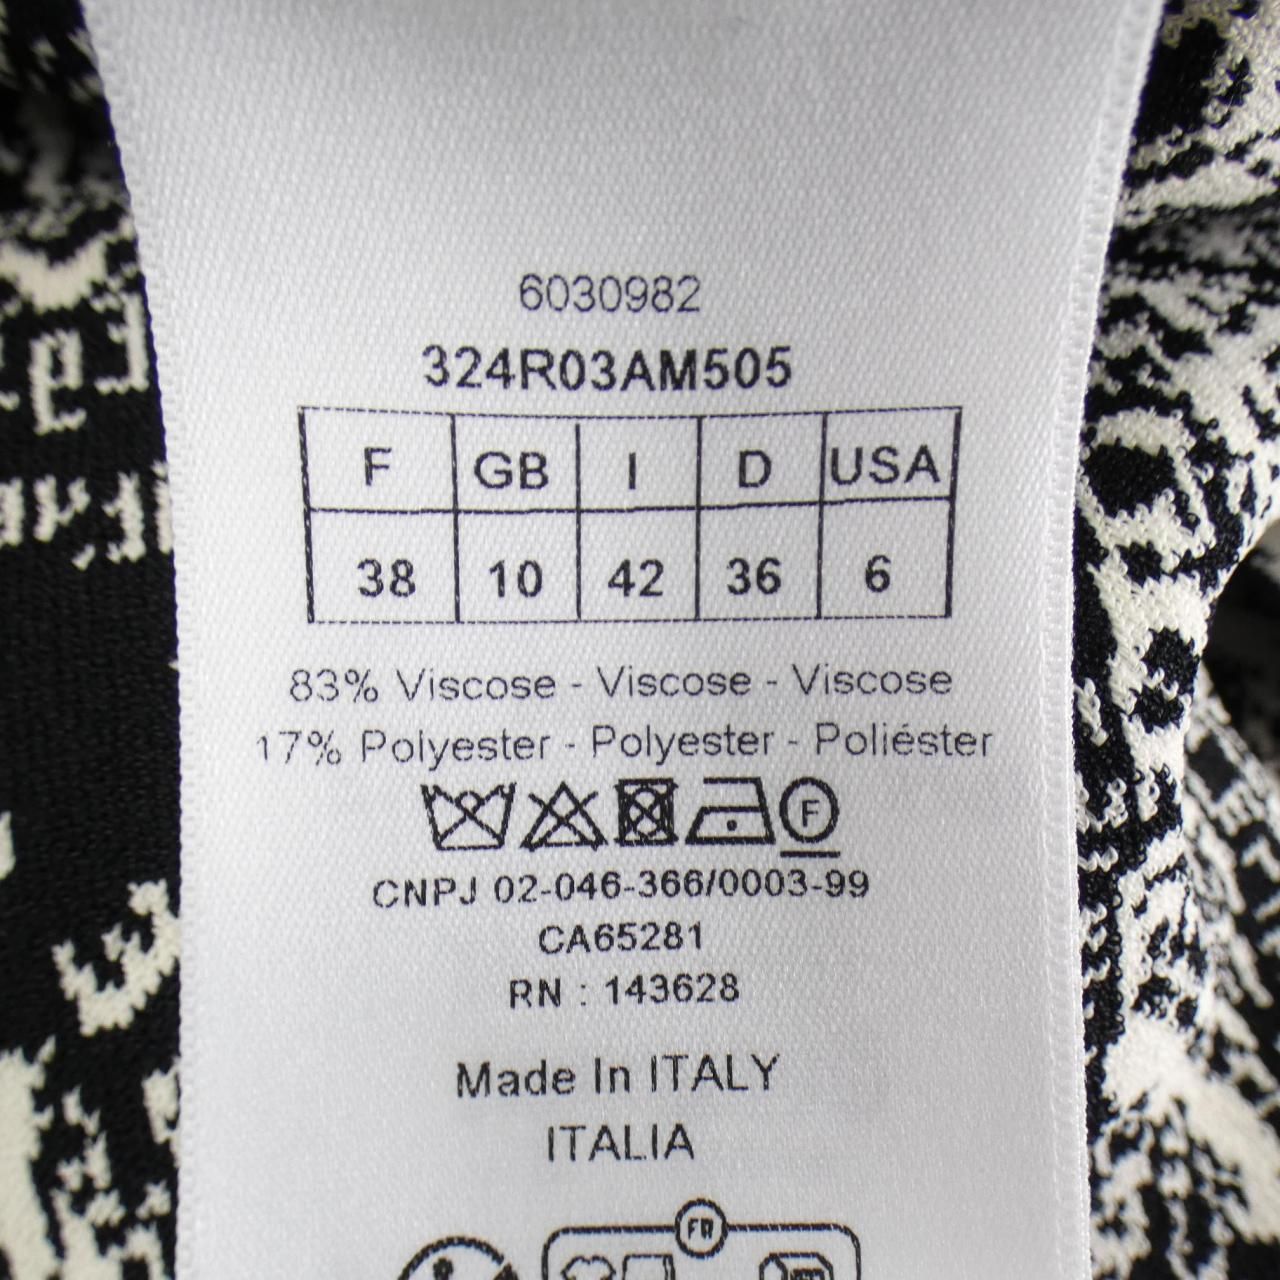 6030982
324R03AM505
F GB I D USA
38 10 42 36 6
83% Viscose - Viscose - Viscose
17% Polyester - Polyester - Poliéster
F
CNPJ 02-046-366/0003-99
CA65281
RN : 143628
Made In ITALY
ITALIA
FR